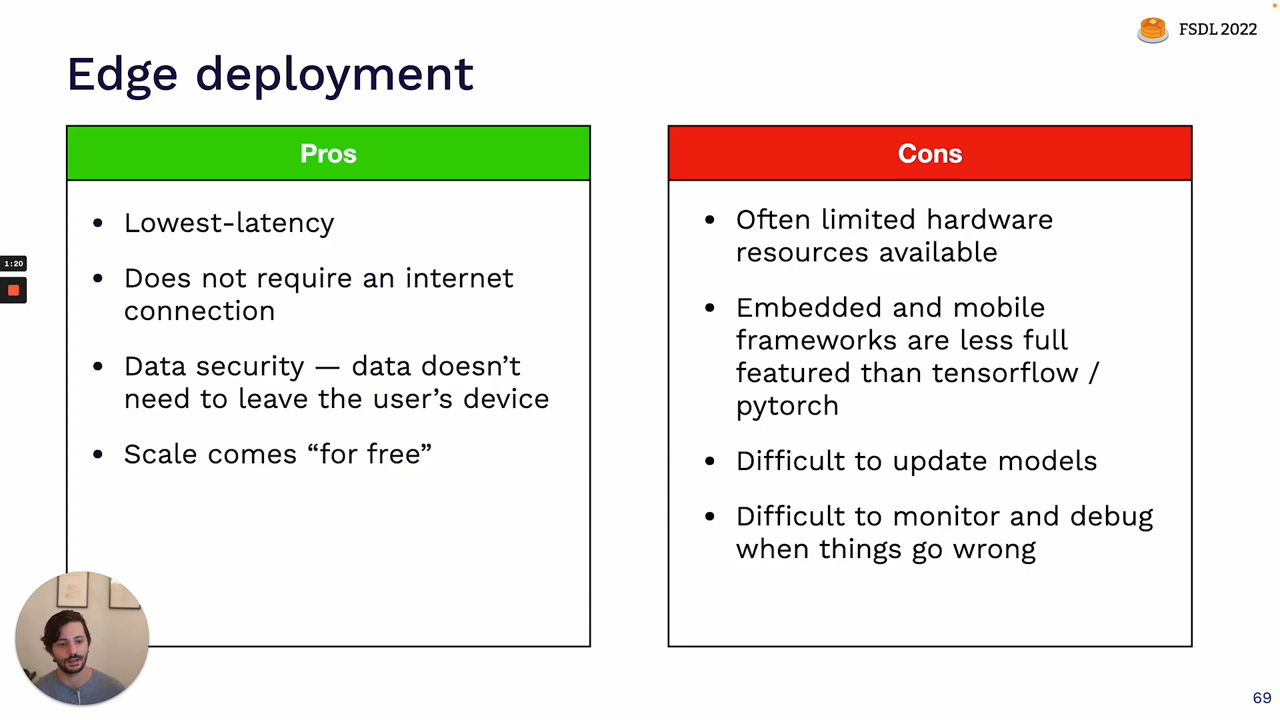 FSDL 2022
Edge deployment
Pros
• Lowest-latency
• Does not require an internet
connection
• Data security — data doesn’t
need to leave the user’s device
• Scale comes “for free”
Cons
• Often limited hardware
resources available
• Embedded and mobile
frameworks are less full
featured than tensorflow /
pytorch
• Difficult to update models
• Difficult to monitor and debug
when things go wrong
1:20
69